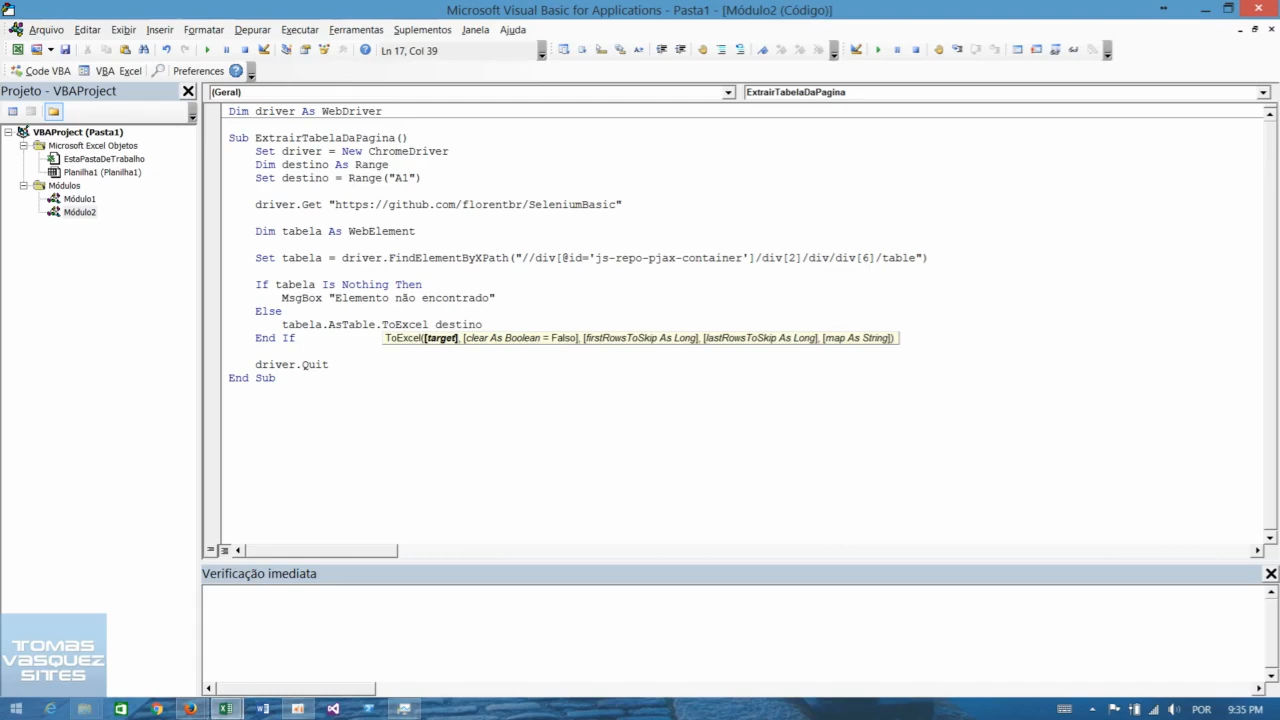 Microsoft Visual Basic for Applications - Pasta1 - [Módulo2 (Código)]
Arquivo Editar Exibir Inserir Formatar Depurar Executar Ferramentas Suplementos Janela Ajuda
Ln 17, Col 39
Code VBA VBA Excel Preferences
Projeto - VBAProject
(Geral) ExtrairTabelaDaPagina
VBAProject (Pasta1)
Microsoft Excel Objetos
EstaPastaDeTrabalho
Planilha1 (Planilha1)
Módulos
Módulo1
Módulo2
Dim driver As WebDriver
Sub ExtrairTabelaDaPagina()
Set driver = New ChromeDriver
Dim destino As Range
Set destino = Range("A1")
driver.Get "https://github.com/florentbr/SeleniumBasic"
Dim tabela As WebElement
Set tabela = driver.FindElementByXPath("//div[@id='js-repo-pjax-container']/div[2]/div/div[6]/table")
If tabela Is Nothing Then
MsgBox "Elemento não encontrado"
Else
tabela.AsTable.ToExcel destino
End If
ToExcel([target], [clear As Boolean = Falso], [firstRowsToSkip As Long], [lastRowsToSkip As Long], [map As String])
driver.Quit
End Sub
Verificação imediata
TOMAS
VASQUEZ
SITES
POR 9:35 PM